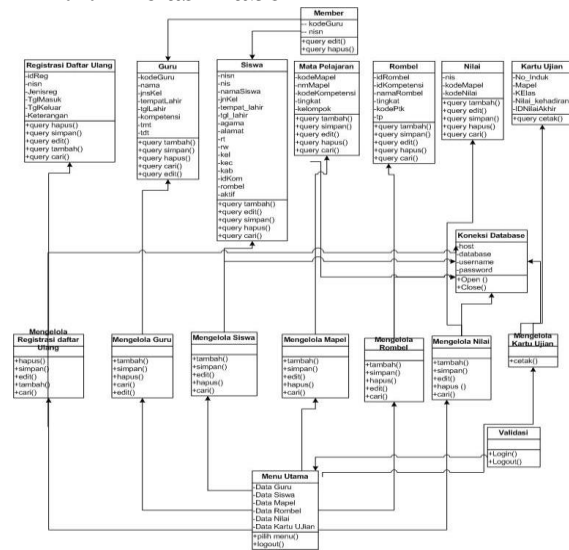 Member
- kodeGuru
- nisn
+query edit()
+query hapus()
Registrasi Daftar Ulang
-idReg
-nisn
-Jenisreg
-TglMasuk
-TglKeluar
-Keterangan
+query hapus()
+query simpan()
+query edit()
+query tambah()
+query cari()
Guru
-kodeGuru
-nama
-jnsKel
-tempatLahir
-tglLahir
-kompetensi
-tmt
-tdt
+query tambah()
+query simpan()
+query hapus()
+query cari()
+query edit()
Siswa
-nisn
-nis
-namaSiswa
-jnKel
-tempat_lahir
-tgl_lahir
-agama
-alamat
-rt
-rw
-kel
-kec
-kab
-idKom
-rombel
-aktif
+query tambah()
+query edit()
+query simpan()
+query hapus()
+query cari()
Mata Pelajaran
-kodeMapel
-nmMapel
-kodeKompetensi
-tingkat
-kelompok
+query tambah()
+query simpan()
+query edit()
+query hapus()
+query cari()
Rombel
-idRombel
-idKompetensi
-namaRombel
-tingkat
-kodePtk
-tp
+query tambah()
+query simpan()
+query edit()
+query hapus()
+query cari()
Nilai
-nis
-kodeMapel
-kodeNilai
+query tambah()
+query edit()
+query simpan()
+query hapus()
+query cari()
Kartu Ujian
-No_Induk
-Mapel
-KElas
-Nilai_kehadiran
-IDNilaiAkhir
+query cetak()
Koneksi Database
-host
-database
-username
-password
+Open ()
+Close()
Mengelola
Registrasi daftar
Ulang
+hapus()
+simpan()
+edit()
+tambah()
+cari()
Mengelola Guru
+tambah()
+simpan()
+hapus()
+cari()
+edit()
Mengelola Siswa
+tambah()
+simpan()
+edit()
+hapus()
+cari()
Mengelola Mapel
+tambah()
+simpan()
+edit()
+hapus()
+cari()
Mengelola
Rombel
+tambah()
+simpan()
+hapus()
+edit()
+cari()
Mengelola Nilai
+tambah()
+simpan()
+edit()
+hapus ()
+cari()
Mengelola
Kartu Ujian
+cetak()
Validasi
+Login()
+Logout()
Menu Utama
-Data Guru
-Data Siswa
-Data Mapel
-Data Rombel
-Data Nilai
-Data Kartu UJian
+pilih menu()
+logout()